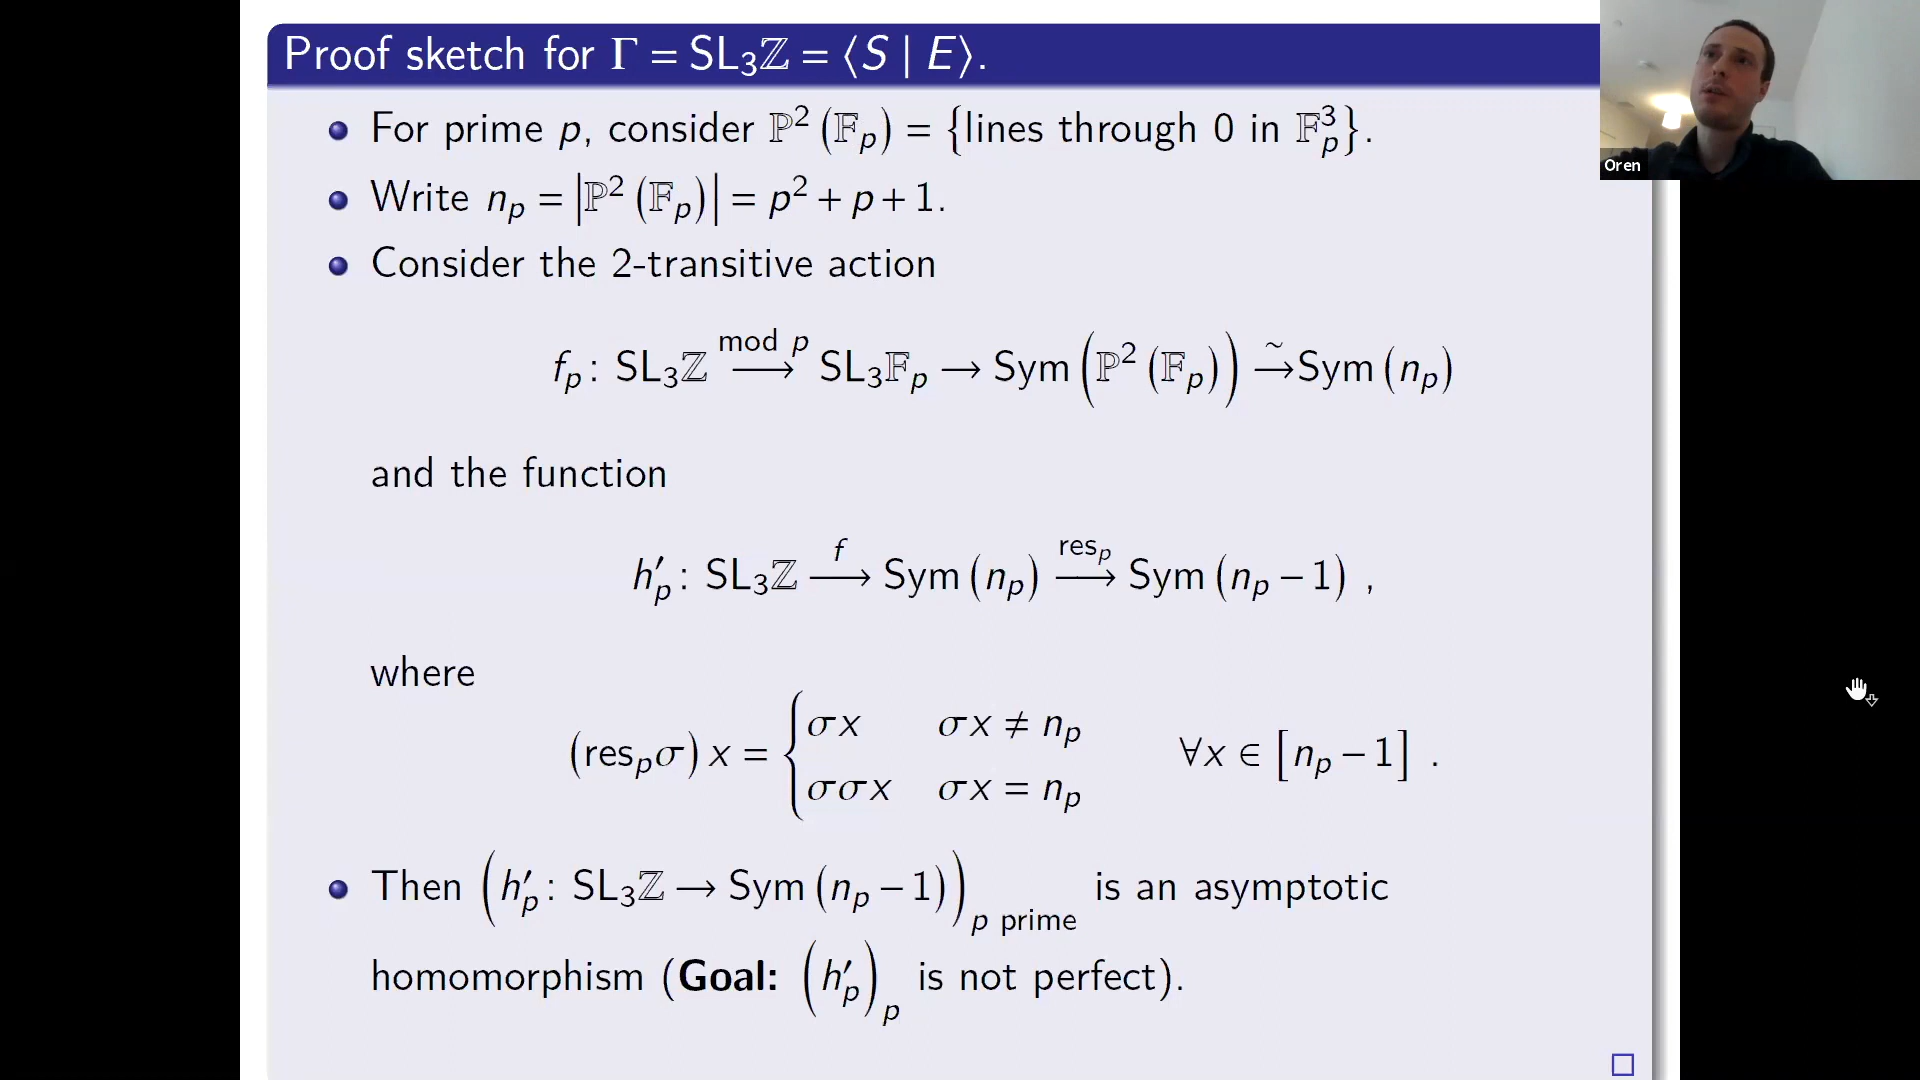 Proof sketch for Γ = SL₃ℤ = ⟨S | E⟩.
For prime p, consider ℙ² (𝔽ₚ) = {lines through 0 in 𝔽ₚ³}.
Write nₚ = |ℙ² (𝔽ₚ)| = p² + p + 1.
Consider the 2-transitive action
fₚ : SL₃ℤ —mod p→ SL₃𝔽ₚ → Sym (ℙ² (𝔽ₚ)) ~→ Sym (nₚ)
and the function
h′ₚ : SL₃ℤ —f→ Sym (nₚ) —resₚ→ Sym (nₚ − 1) ,
where
(resₚσ) x = { σx σx ≠ nₚ
σσx σx = nₚ ∀x ∈ [nₚ − 1] .
Then (h′ₚ : SL₃ℤ → Sym (nₚ − 1))ₚ prime is an asymptotic
homomorphism (Goal: (h′ₚ)ₚ is not perfect).
Oren